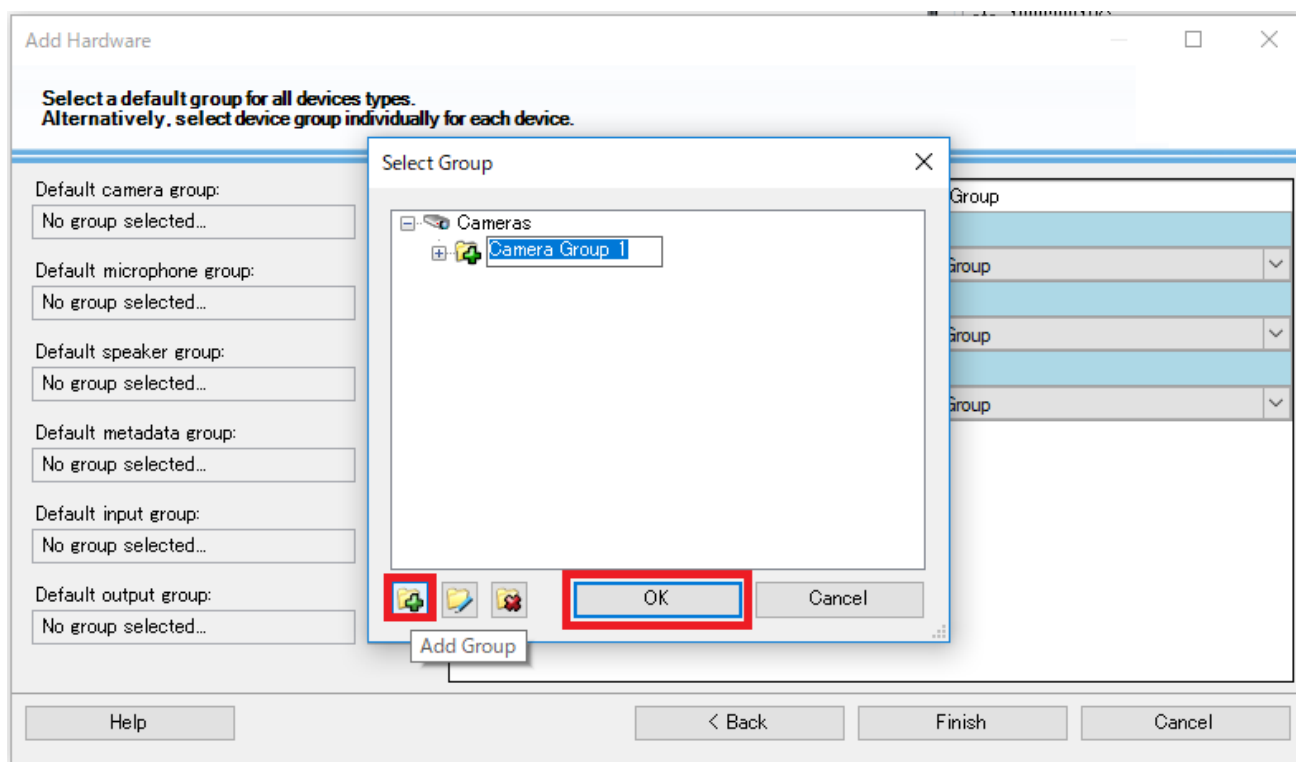 Add Hardware
Select a default group for all devices types.
Alternatively, select device group individually for each device.
Select Group
Default camera group:
No group selected...
Default microphone group:
No group selected...
Default speaker group:
No group selected...
Default metadata group:
No group selected...
Default input group:
No group selected...
Default output group:
No group selected...
Cameras
Camera Group 1
OK
Cancel
Add Group
Group
Group
Group
Group
Help
< Back
Finish
Cancel